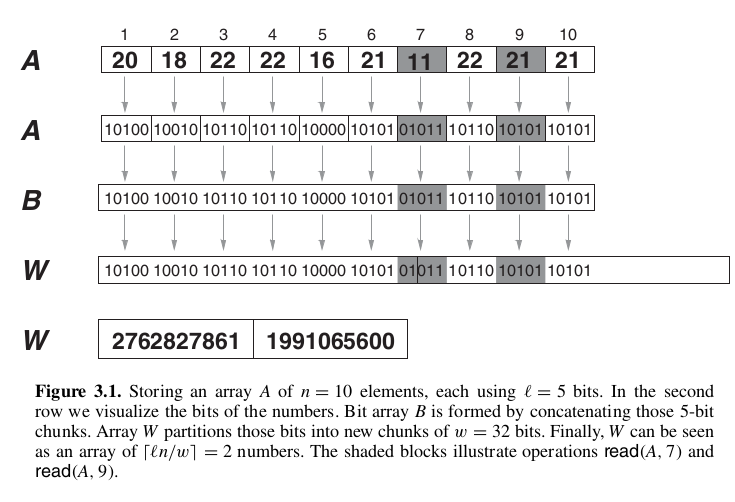 1 2 3 4 5 6 7 8 9 10
A 20 18 22 22 16 21 11 22 21 21
A 10100 10010 10110 10110 10000 10101 01011 10110 10101 10101
B 10100 10010 10110 10110 10000 10101 01011 10110 10101 10101
W 10100 10010 10110 10110 10000 10101 01011 10110 10101 10101
W 2762827861 1991065600
Figure 3.1. Storing an array A of n = 10 elements, each using ℓ = 5 bits. In the second
row we visualize the bits of the numbers. Bit array B is formed by concatenating those 5-bit
chunks. Array W partitions those bits into new chunks of w = 32 bits. Finally, W can be seen
as an array of ⌈ℓn/w⌉ = 2 numbers. The shaded blocks illustrate operations read(A, 7) and
read(A, 9).